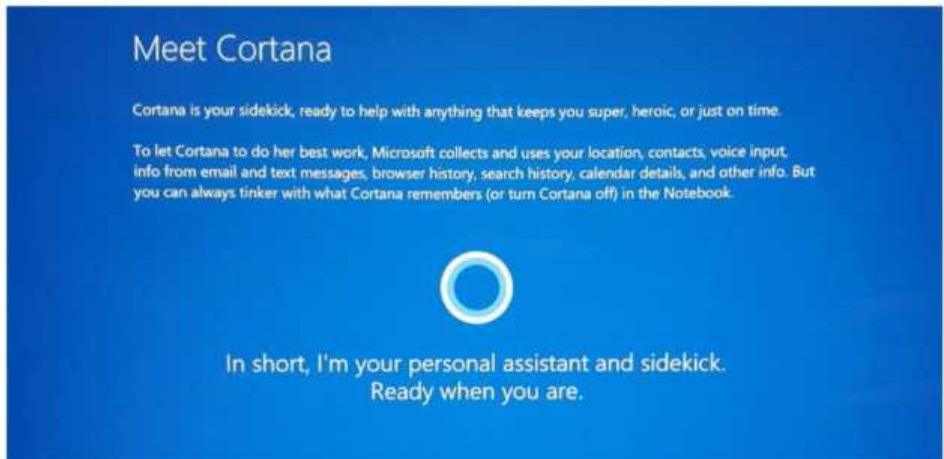 Meet Cortana
Cortana is your sidekick, ready to help with anything that keeps you super, heroic, or just on time.
To let Cortana to do her best work, Microsoft collects and uses your location, contacts, voice input,
info from email and text messages, browser history, search history, calendar details, and other info. But
you can always tinker with what Cortana remembers (or turn Cortana off) in the Notebook.
In short, I'm your personal assistant and sidekick.
Ready when you are.